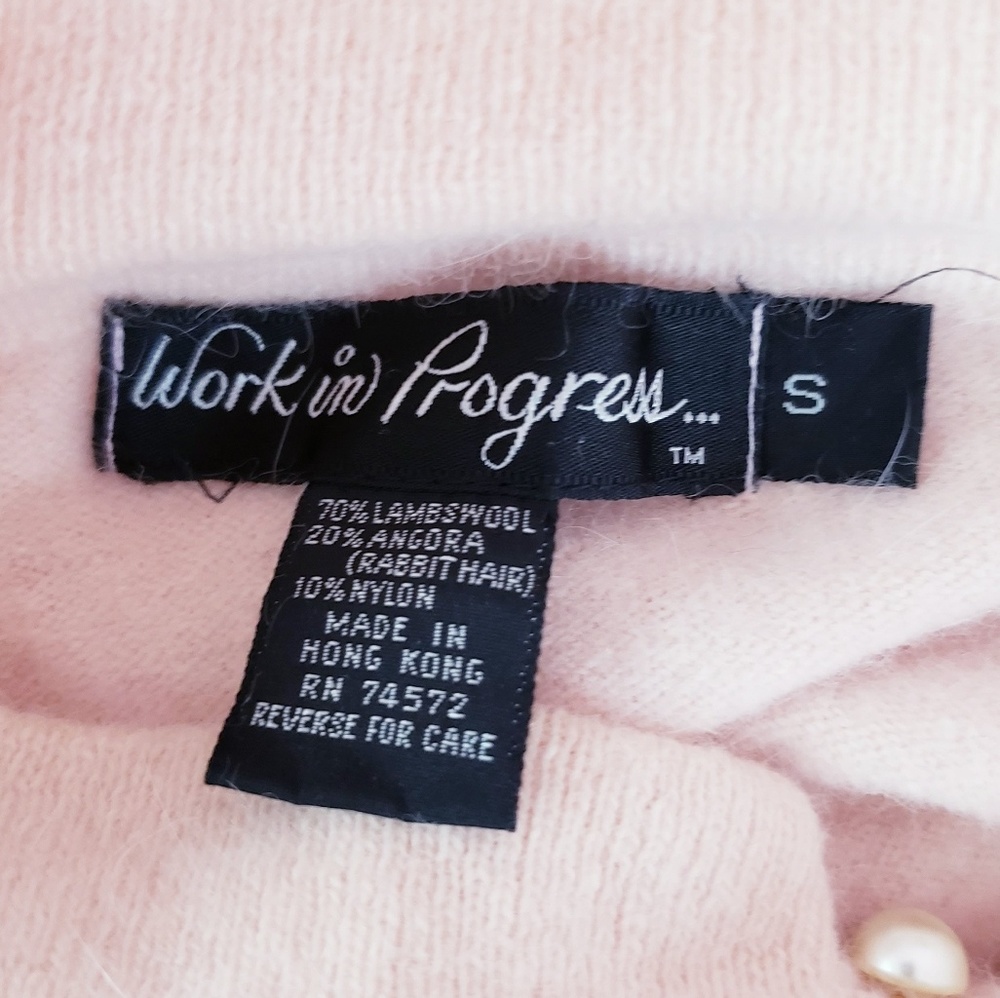 Work in Progress...
TM
S
70% LAMBSWOOL
20% ANGORA
(RABBIT HAIR)
10% NYLON
MADE IN
HONG KONG
RN 74572
REVERSE FOR CARE